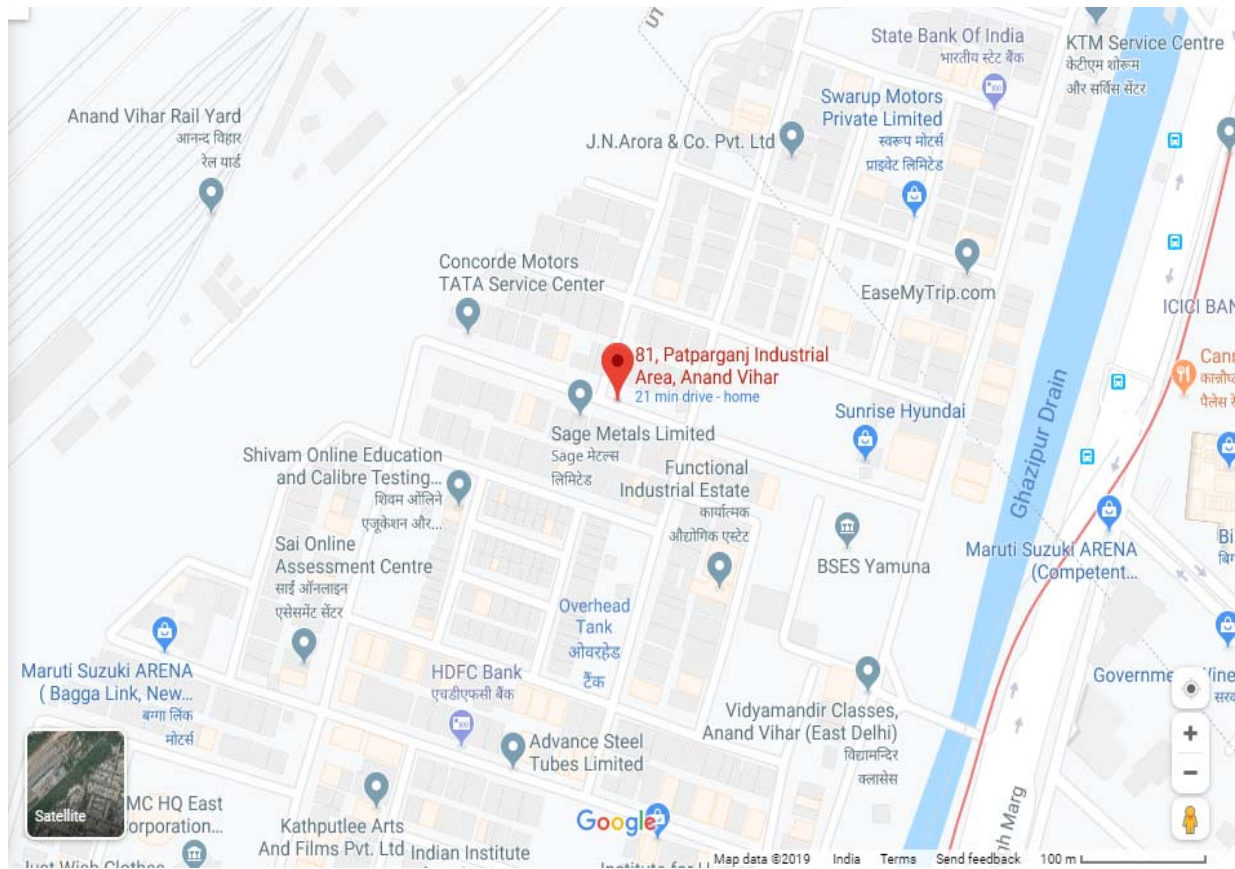 State Bank Of India
भारतीय स्टेट बैंक
KTM Service Centre
केटीएम शोरूम
और सर्विस सेंटर
Anand Vihar Rail Yard
आनन्द विहार
रेल यार्ड
Swarup Motors
Private Limited
स्वरूप मोटर्स
प्राइवेट लिमिटेड
J.N.Arora & Co. Pvt. Ltd
Concorde Motors
TATA Service Center
EaseMyTrip.com
ICICI
81, Patparganj Industrial
Area, Anand Vihar
21 min drive - home
Sunrise Hyundai
Ghazipur Drain
Sage Metals Limited
Sage मेटल्स
लिमिटेड
Shivam Online Education
and Calibre Testing...
शिवम ऑलिने
एजूकेशन और...
Functional
Industrial Estate
कार्यात्मक
औद्योगिक एस्टेट
Sai Online
Assessment Centre
साई ऑनलाइन
एसेसमेंट सेंटर
BSES Yamuna
Maruti Suzuki ARENA
(Competent...
Overhead
Tank
ओवरहेड
टैंक
Maruti Suzuki ARENA
( Bagga Link, New...
बग्गा लिंक
मोटर्स
HDFC Bank
एचडीएफसी बैंक
Vidyamandir Classes,
Anand Vihar (East Delhi)
विद्यामन्दिर
क्लासेस
Advance Steel
Tubes Limited
Satellite
MC HQ East
Kathputlee Arts
And Films Pvt. Ltd
Indian Institute
Google
Marg
Map data ©2019 India Terms Send feedback 100 m